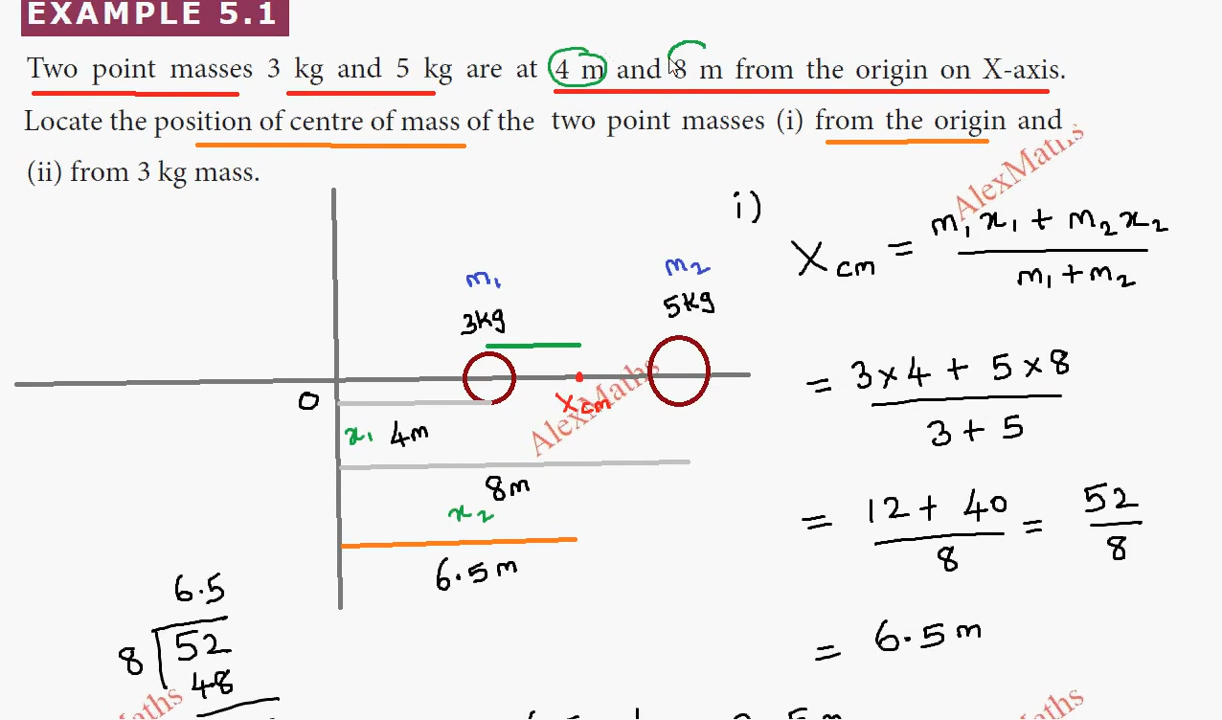 EXAMPLE 5.1
Two point masses 3 kg and 5 kg are at 4 m and 8 m from the origin on X-axis.
Locate the position of centre of mass of the two point masses (i) from the origin and
(ii) from 3 kg mass.
AlexMaths
i)
Xcm = m₁x₁ + m₂x₂
m₁ + m₂
m₁
m₂
3kg
5kg
= 3×4 + 5×8
3 + 5
O
xcm
AlexMaths
x₁ 4m
8m
x₂
= 12 + 40 = 52
8 8
6.5m
6.5
8 52
48
= 6.5m
aths
aths